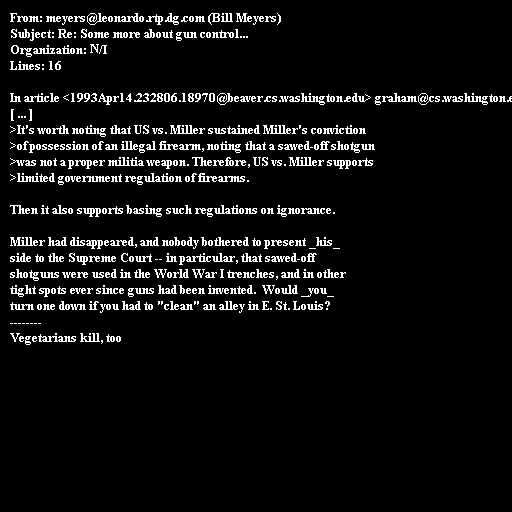 From: meyers@leonardo.rtp.dg.com (Bill Meyers)
Subject: Re: Some more about gun control...
Organization: N/I
Lines: 16

In article <1993Apr14.232806.18970@beaver.cs.washington.edu> graham@cs.washington.e
[ ... ]
>It's worth noting that US vs. Miller sustained Miller's conviction
>of possession of an illegal firearm, noting that a sawed-off shotgun
>was not a proper militia weapon. Therefore, US vs. Miller supports
>limited government regulation of firearms.

Then it also supports basing such regulations on ignorance.

Miller had disappeared, and nobody bothered to present _his_
side to the Supreme Court -- in particular, that sawed-off
shotguns were used in the World War I trenches, and in other
tight spots ever since guns had been invented. Would _you_
turn one down if you had to "clean" an alley in E. St. Louis?
--------
Vegetarians kill, too